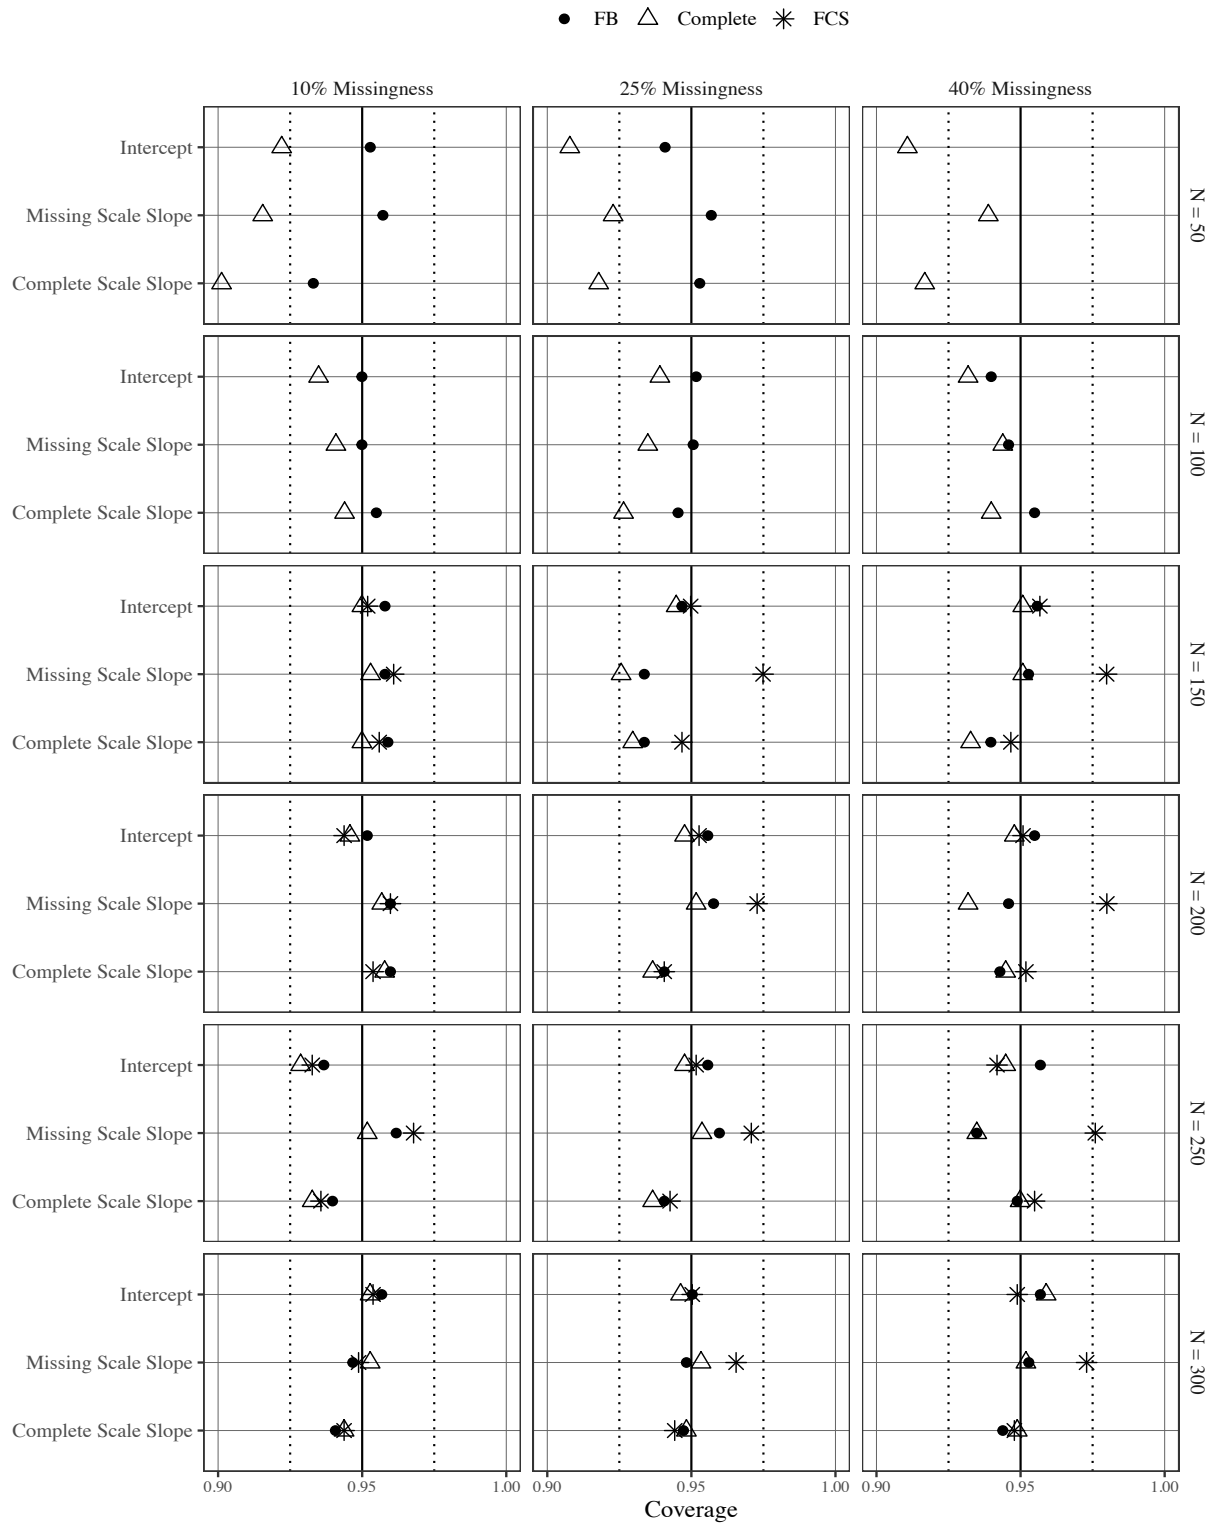 FB Complete FCS
10% Missingness 25% Missingness 40% Missingness
Intercept
Missing Scale Slope
Complete Scale Slope
N = 50
Intercept
Missing Scale Slope
Complete Scale Slope
N = 100
Intercept
Missing Scale Slope
Complete Scale Slope
N = 150
Intercept
Missing Scale Slope
Complete Scale Slope
N = 200
Intercept
Missing Scale Slope
Complete Scale Slope
N = 250
Intercept
Missing Scale Slope
Complete Scale Slope
N = 300
0.90 0.95 1.00 0.90 0.95 1.00 0.90 0.95 1.00
Coverage